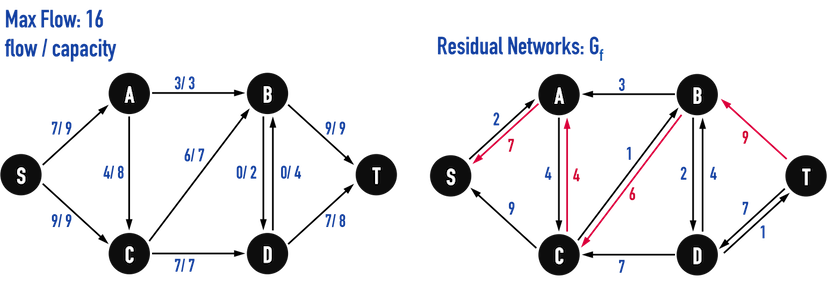 Max Flow: 16
flow / capacity
Residual Networks: Gf
3/ 3
A
B
7/ 9
9/ 9
6/ 7
4/ 8
0/ 2
0/ 4
S
T
9/ 9
7/ 8
C
D
7/ 7
3
A
B
2
7
9
1
4
4
2
4
S
T
6
9
7
1
C
D
7